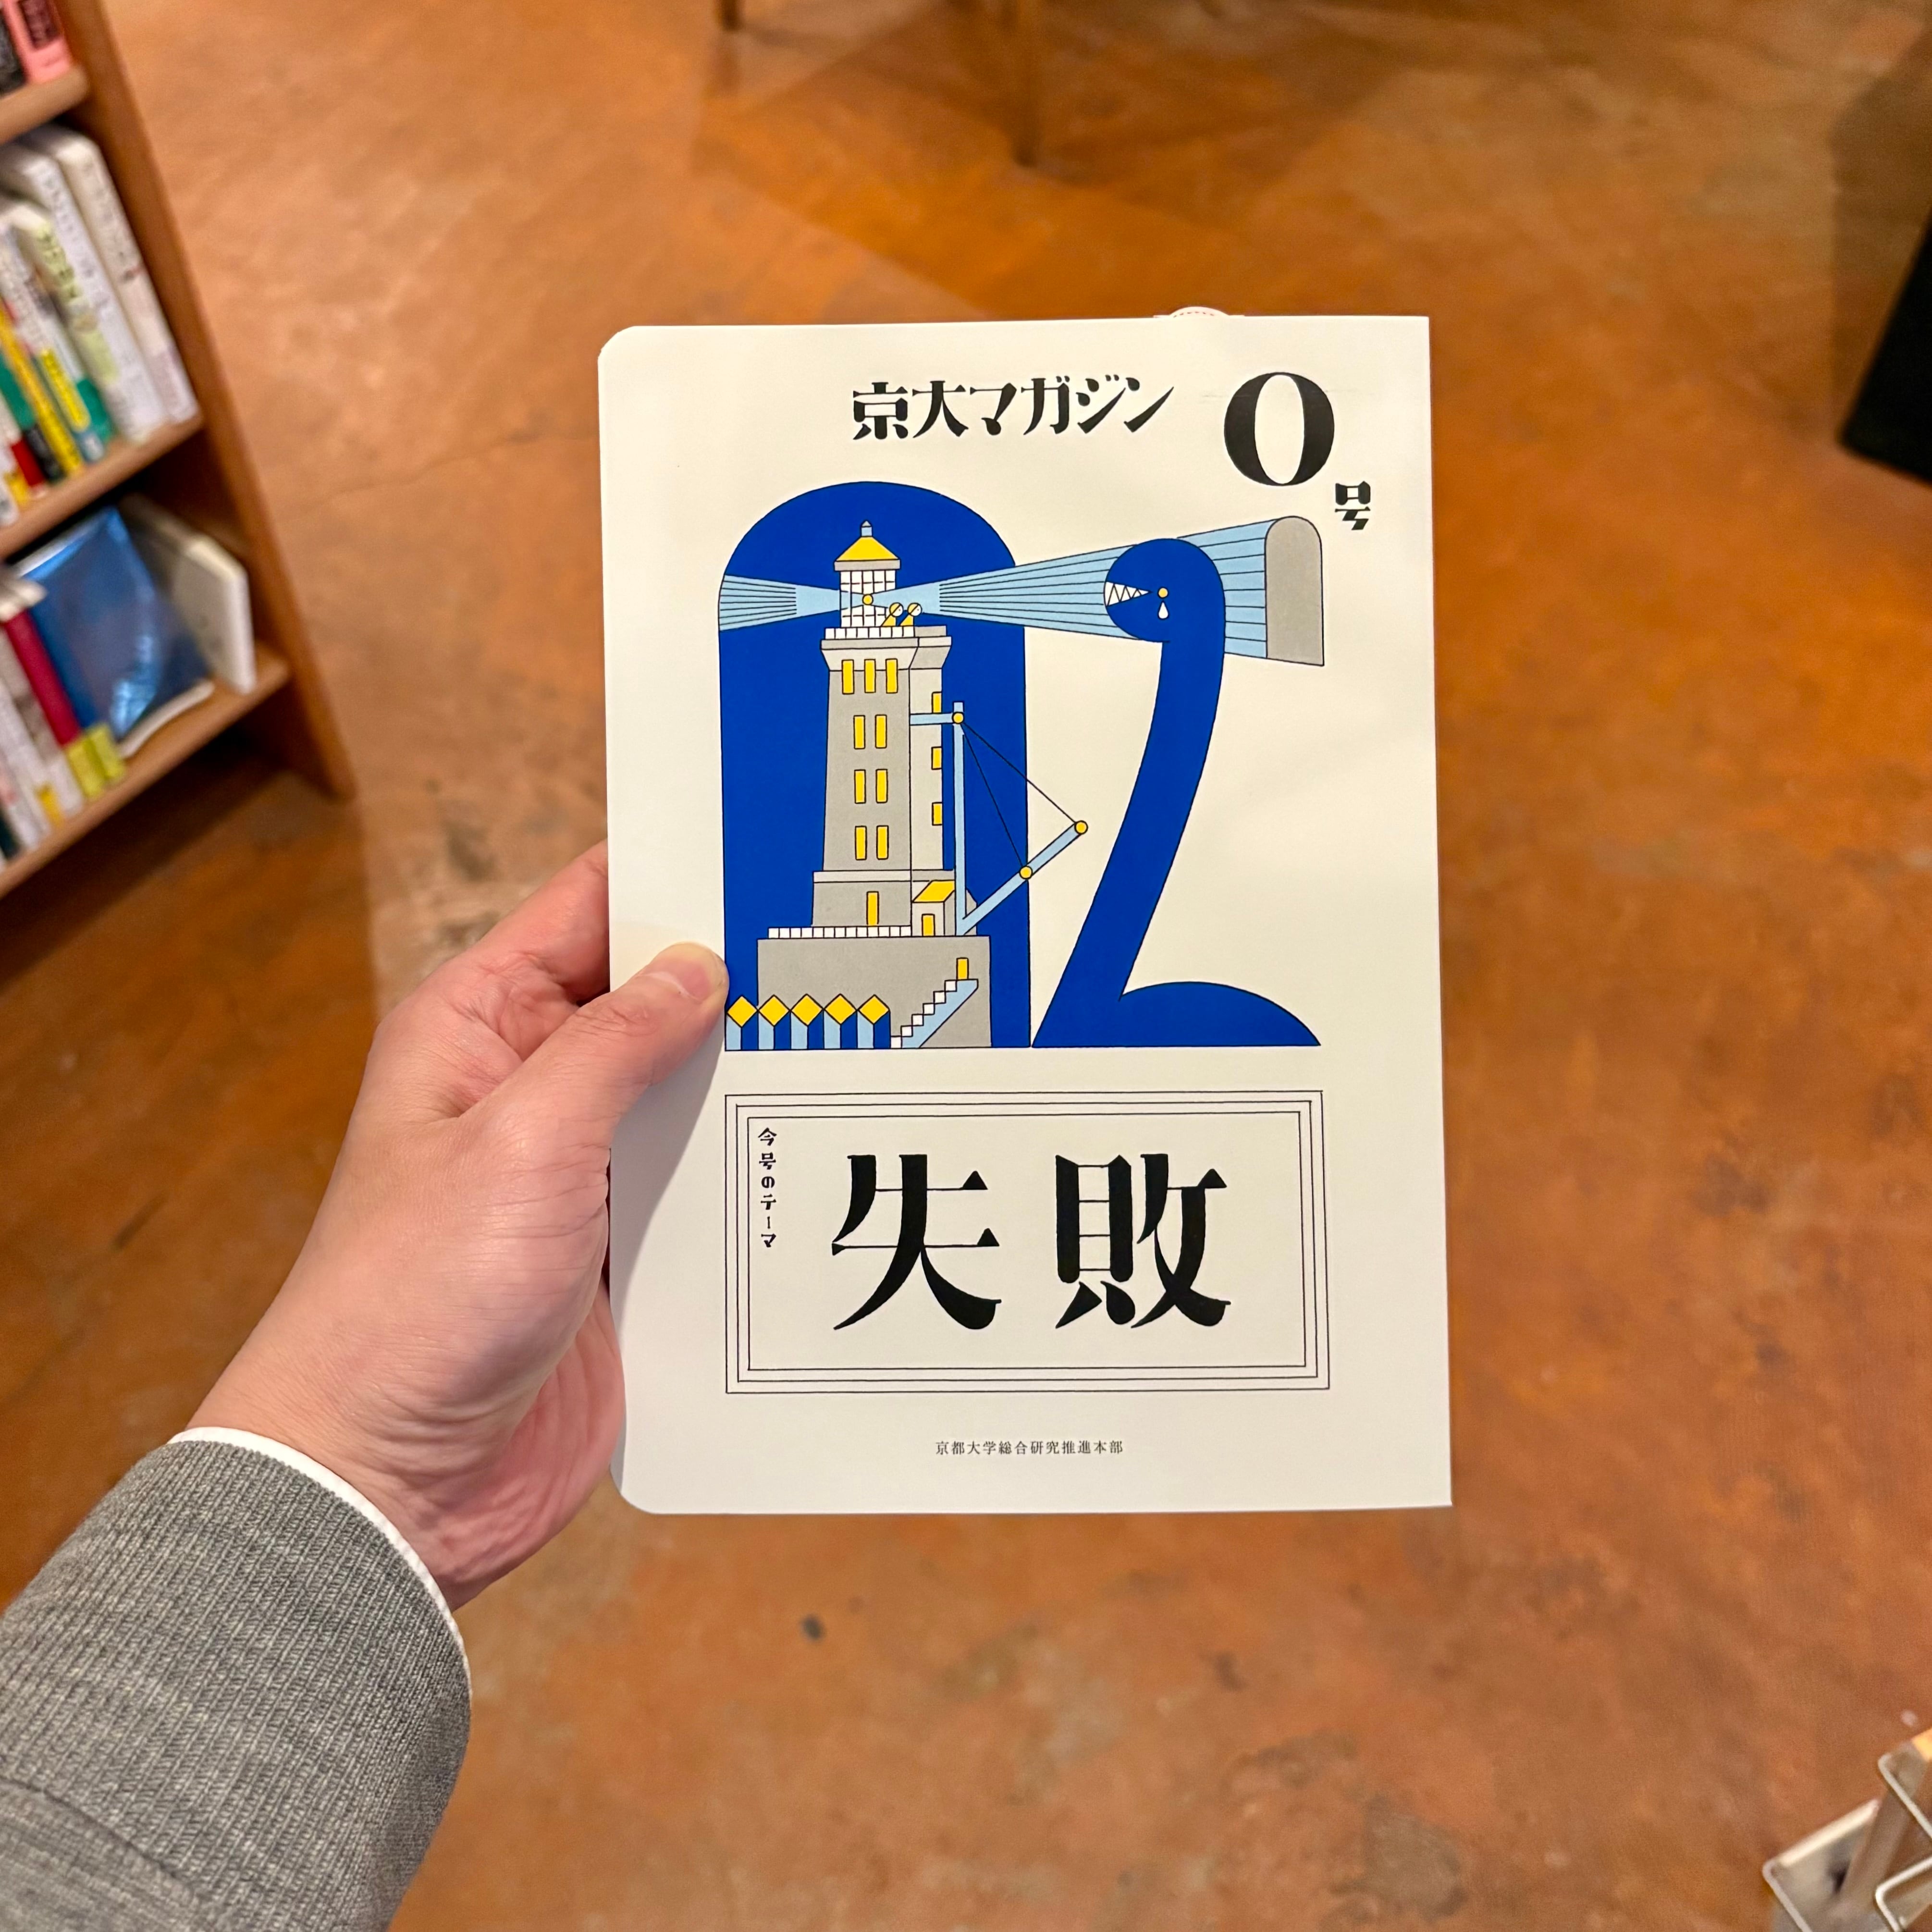 京大マガジン
0号
今号のテーマ
失敗
京都大学総合研究推進本部